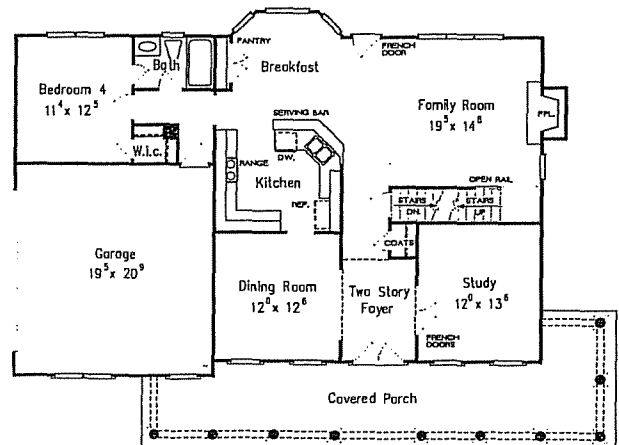 PANTRY
Bath
Breakfast
FRENCH
DOOR
Bedroom 4
11⁴ x 12⁵
Family Room
19⁵ x 14⁶
FPL.
SERVING BAR
W.i.c.
DW.
RANGE
Kitchen
REF.
OPEN RAIL
STAIRS
DN.
STAIRS
UP
COATS
Garage
19⁵ x 20⁹
Dining Room
12⁰ x 12⁶
Two Story
Foyer
Study
12⁰ x 13⁶
FRENCH
DOORS
Covered Porch